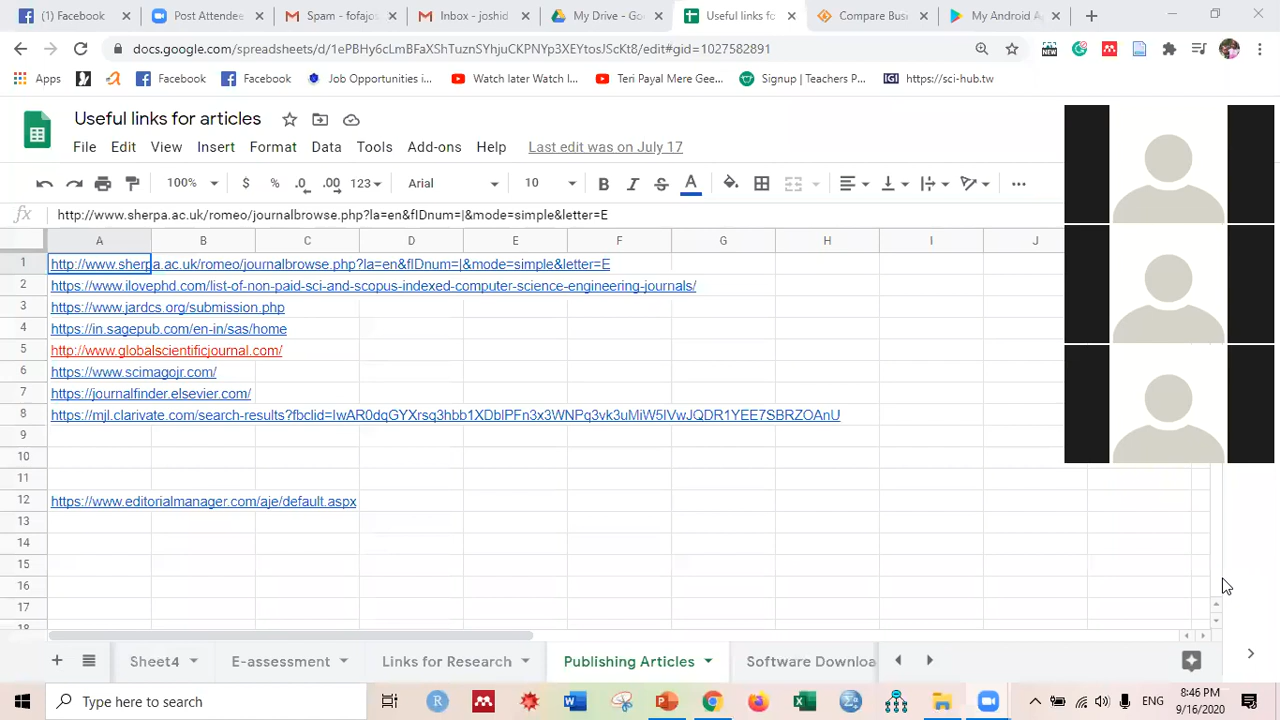 Facebook (12)
Post Attendee
Spam - fofajos
Inbox - joshid
My Drive - Go
Useful links for
Compare Bus
My Android A
docs.google.com/spreadsheets/d/1ePBHy6cLmBFaXShTuznSYhjuCKPNYp3XEYtosJScKt8/edit#gid=1027582891
Apps Facebook Facebook Job Opportunities i... Watch later Watch l... Teri Payal Mere Gee... Signup | Teachers P... IGI https://sci-hub.tw
Useful links for articles
File Edit View Insert Format Data Tools Add-ons Help Last edit was on July 17
100% $ % .0 .00 123 Arial 10 B I S A
fx http://www.sherpa.ac.uk/romeo/journalbrowse.php?la=en&fIDnum=|&mode=simple&letter=E
A B C D E F G H I J
1 http://www.sherpa.ac.uk/romeo/journalbrowse.php?la=en&fIDnum=|&mode=simple&letter=E
2 https://www.ilovephd.com/list-of-non-paid-sci-and-scopus-indexed-computer-science-engineering-journals/
3 https://www.jardcs.org/submission.php
4 https://in.sagepub.com/en-in/sas/home
5 http://www.globalscientificjournal.com/
6 https://www.scimagojr.com/
7 https://journalfinder.elsevier.com/
8 https://mjl.clarivate.com/search-results?fbclid=IwAR0dqGYXrsq3hbb1XDbIPFn3x3WNPq3vk3uMiW5IVwJQDR1YEE7SBRZOAnU
9
10
11
12 https://www.editorialmanager.com/aje/default.aspx
13
14
15
16
17
18
Sheet4 E-assessment Links for Research Publishing Articles Software Downloa
Type here to search
ENG
8:46 PM
9/16/2020